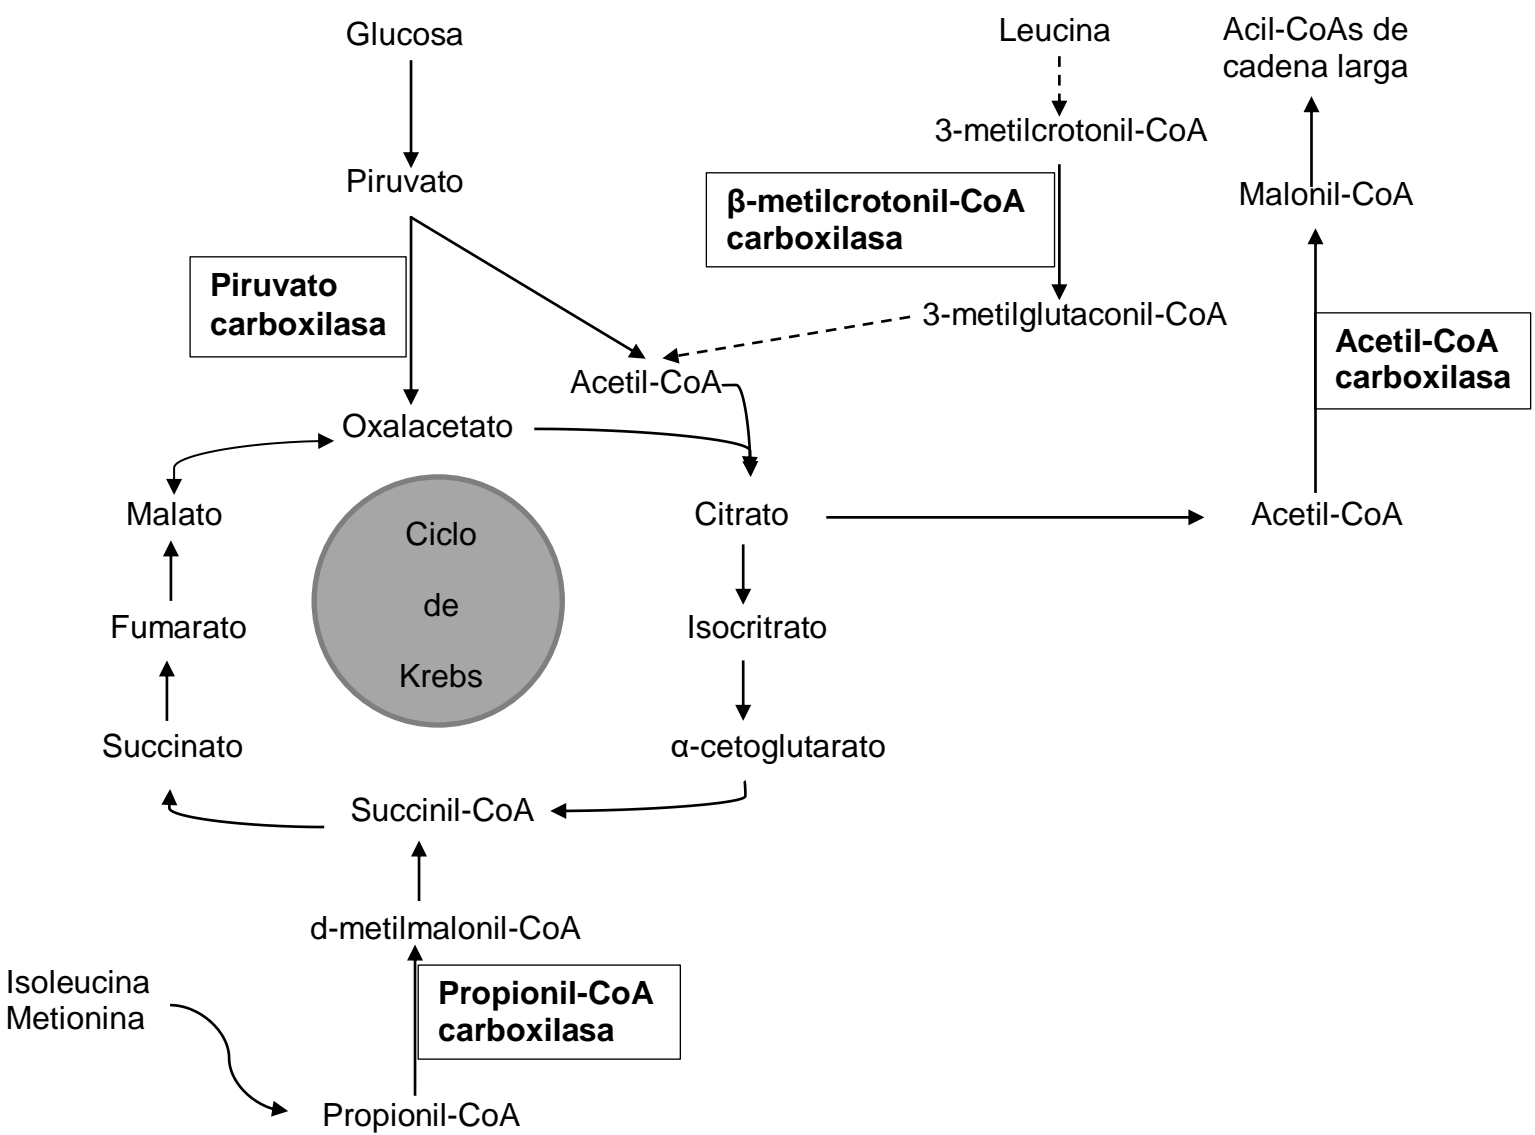 Glucosa
Leucina
Acil-CoAs de
cadena larga
3-metilcrotonil-CoA
Piruvato
Malonil-CoA
β-metilcrotonil-CoA
carboxilasa
Piruvato
carboxilasa
3-metilglutaconil-CoA
Acetil-CoA
carboxilasa
Acetil-CoA
Oxalacetato
Malato
Ciclo
de
Krebs
Citrato
Acetil-CoA
Fumarato
Isocritrato
Succinato
α-cetoglutarato
Succinil-CoA
d-metilmalonil-CoA
Isoleucina
Metionina
Propionil-CoA
carboxilasa
Propionil-CoA